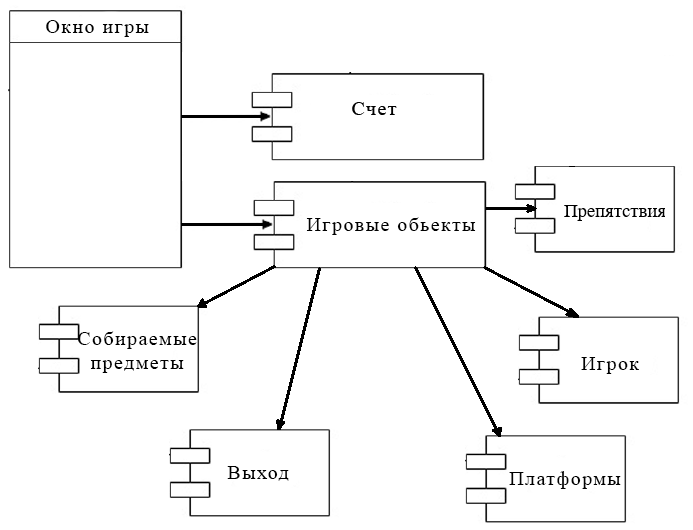 Окно игры
Счет
Препятствия
Игровые обьекты
Собираемые
предметы
Игрок
Выход
Платформы